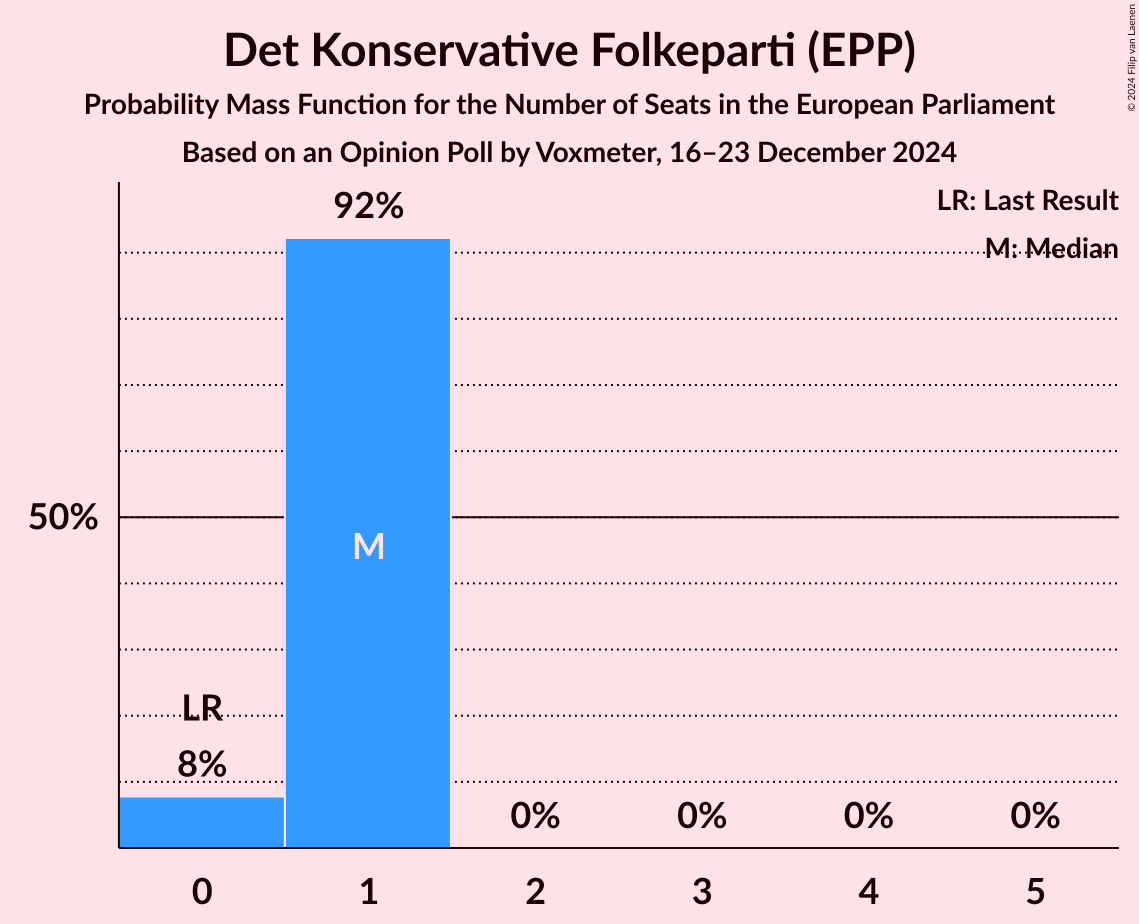 Det Konservative Folkeparti (EPP)
Probability Mass Function for the Number of Seats in the European Parliament
Based on an Opinion Poll by Voxmeter, 16–23 December 2024
© 2024 Filip van Laenen
LR: Last Result
M: Median
92%
50%
M
LR
8%
0% 0% 0% 0%
0 1 2 3 4 5